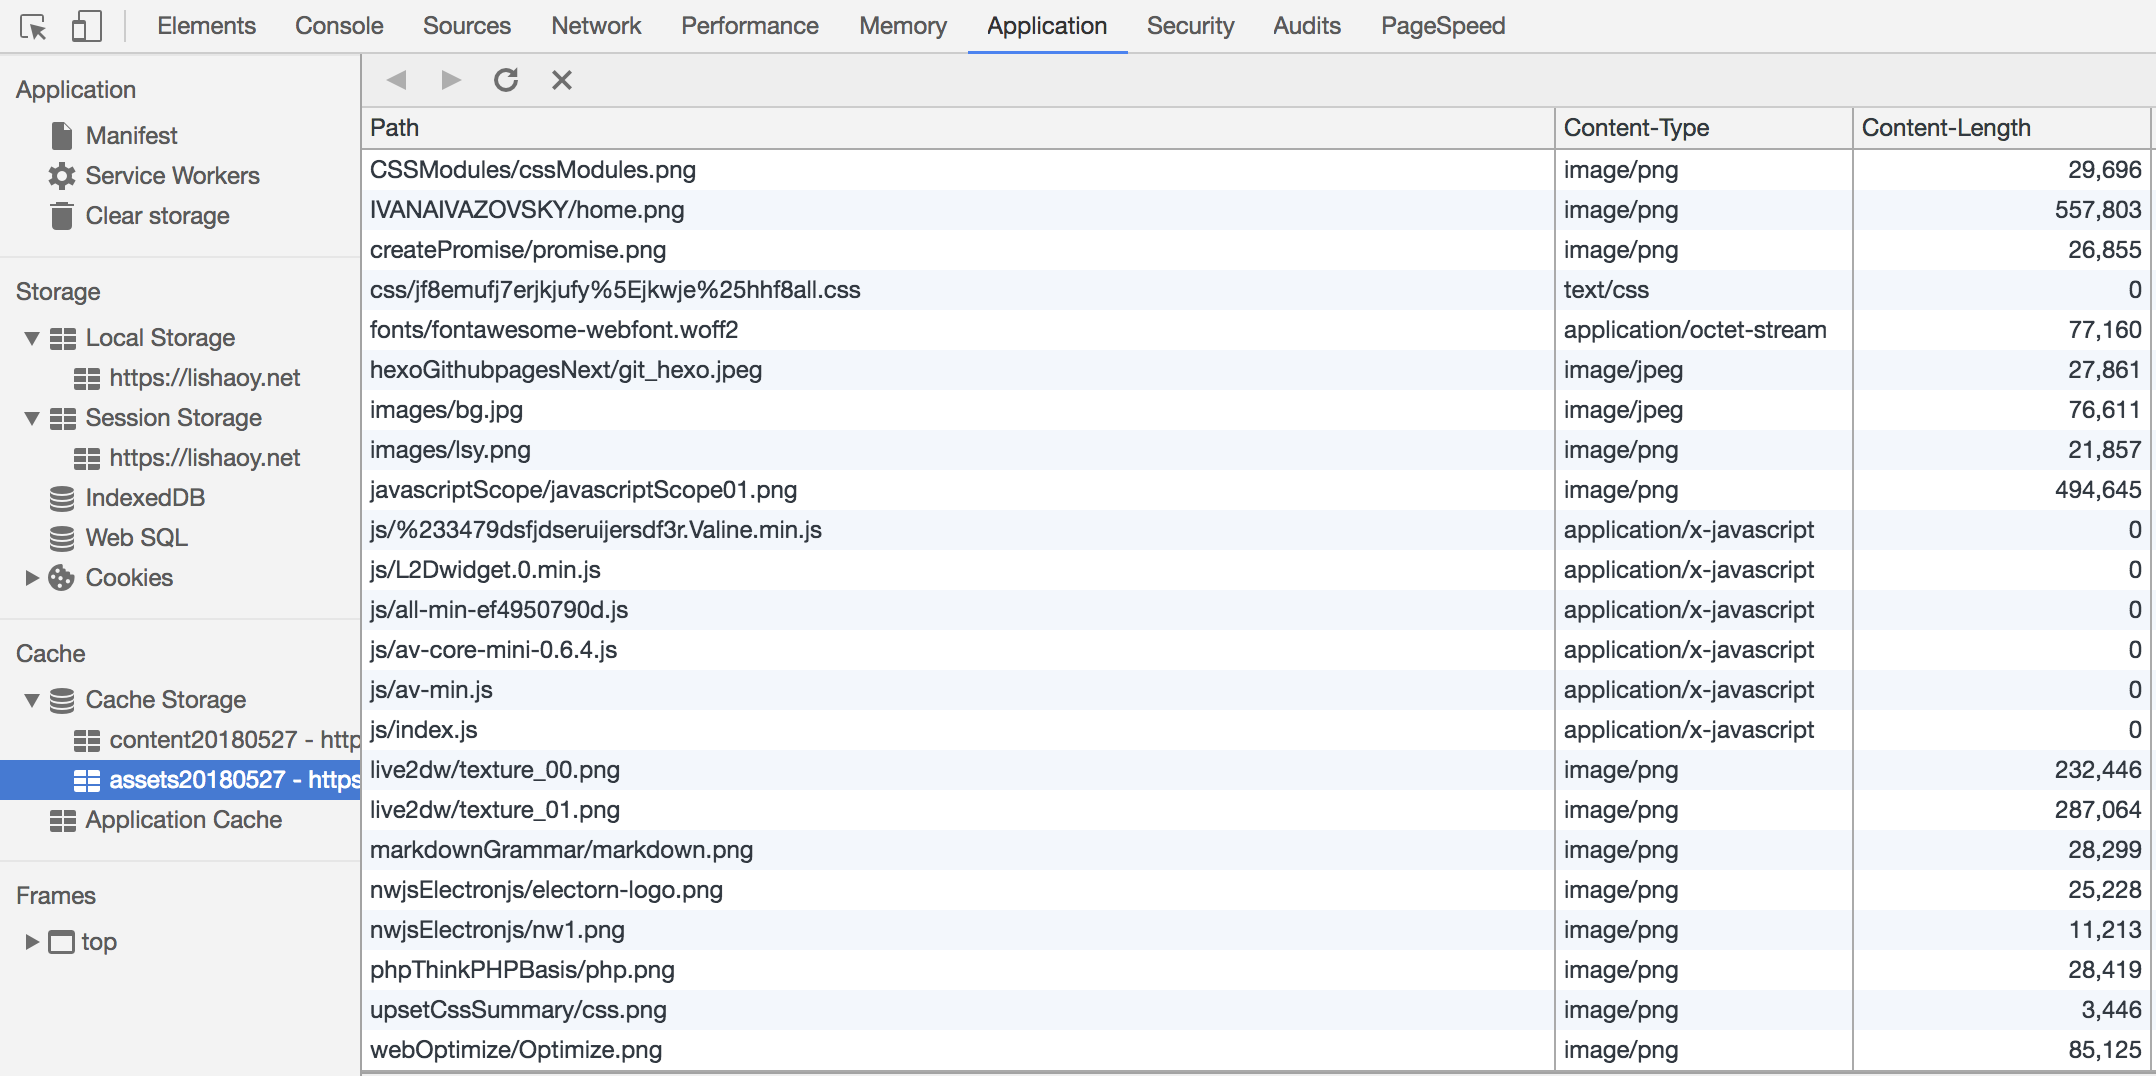 Elements Console Sources Network Performance Memory Application Security Audits PageSpeed
Application
Manifest
Service Workers
Clear storage
Storage
Local Storage
https://lishaoy.net
Session Storage
https://lishaoy.net
IndexedDB
Web SQL
Cookies
Cache
Cache Storage
content20180527 - http
assets20180527 - https
Application Cache
Frames
top
Path Content-Type Content-Length
CSSModules/cssModules.png image/png 29,696
IVANAIVAZOVSKY/home.png image/png 557,803
createPromise/promise.png image/png 26,855
css/jf8emufj7erjkjufy%5Ejkwje%25hhf8all.css text/css 0
fonts/fontawesome-webfont.woff2 application/octet-stream 77,160
hexoGithubpagesNext/git_hexo.jpeg image/jpeg 27,861
images/bg.jpg image/jpeg 76,611
images/lsy.png image/png 21,857
javascriptScope/javascriptScope01.png image/png 494,645
js/%233479dsfjdseruijersdf3r.Valine.min.js application/x-javascript 0
js/L2Dwidget.0.min.js application/x-javascript 0
js/all-min-ef4950790d.js application/x-javascript 0
js/av-core-mini-0.6.4.js application/x-javascript 0
js/av-min.js application/x-javascript 0
js/index.js application/x-javascript 0
live2dw/texture_00.png image/png 232,446
live2dw/texture_01.png image/png 287,064
markdownGrammar/markdown.png image/png 28,299
nwjsElectronjs/electorn-logo.png image/png 25,228
nwjsElectronjs/nw1.png image/png 11,213
phpThinkPHPBasis/php.png image/png 28,419
upsetCssSummary/css.png image/png 3,446
webOptimize/Optimize.png image/png 85,125